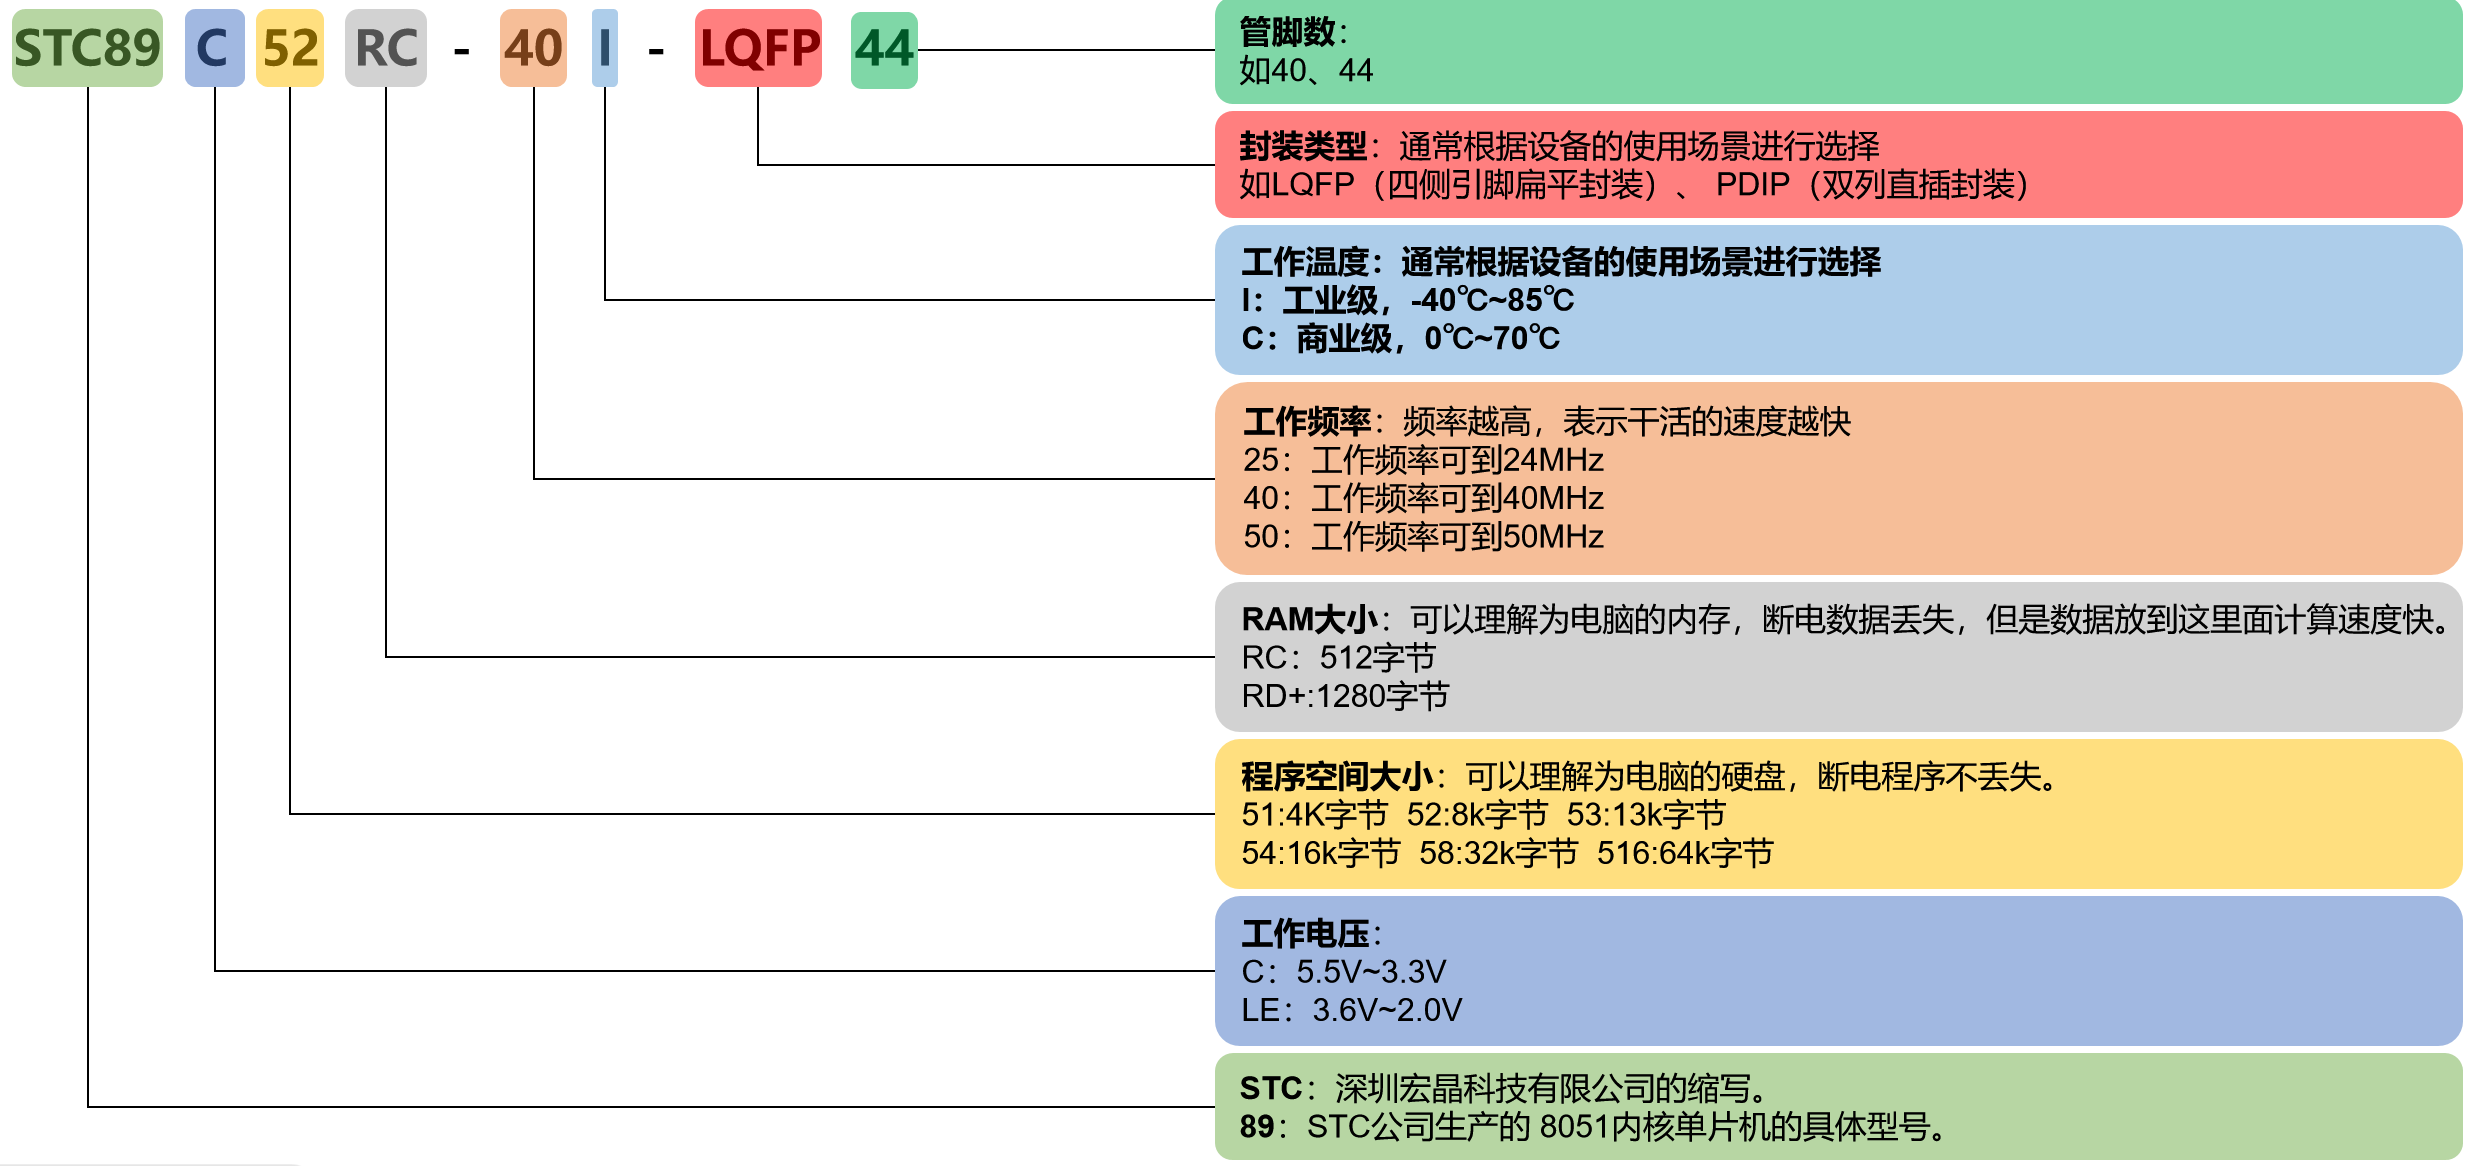 STC89 C 52 RC - 40 I - LQFP 44
管脚数：
如40、44
封装类型：通常根据设备的使用场景进行选择
如LQFP（四侧引脚扁平封装）、 PDIP（双列直插封装）
工作温度：通常根据设备的使用场景进行选择
I：工业级，-40℃~85℃
C：商业级，0℃~70℃
工作频率：频率越高，表示干活的速度越快
25：工作频率可到24MHz
40：工作频率可到40MHz
50：工作频率可到50MHz
RAM大小：可以理解为电脑的内存，断电数据丢失，但是数据放到这里面计算速度快。
RC：512字节
RD+:1280字节
程序空间大小：可以理解为电脑的硬盘，断电程序不丢失。
51:4K字节 52:8k字节 53:13k字节
54:16k字节 58:32k字节 516:64k字节
工作电压：
C：5.5V~3.3V
LE：3.6V~2.0V
STC：深圳宏晶科技有限公司的缩写。
89：STC公司生产的 8051内核单片机的具体型号。